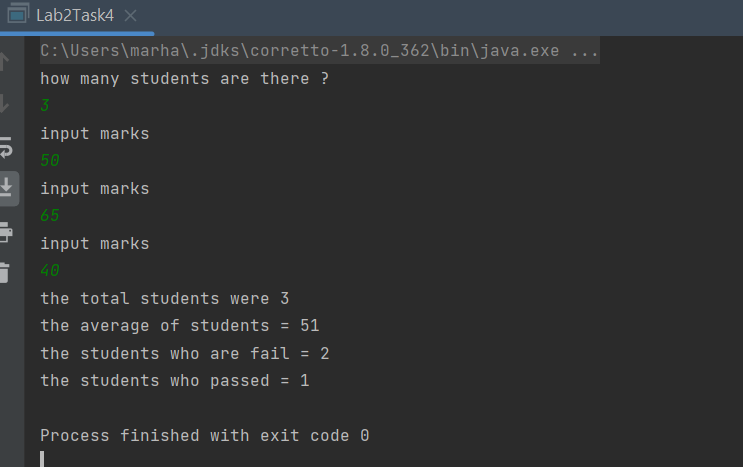 Lab2Task4
C:\Users\marha\.jdks\corretto-1.8.0_362\bin\java.exe ...
how many students are there ?
3
input marks
50
input marks
65
input marks
40
the total students were 3
the average of students = 51
the students who are fail = 2
the students who passed = 1
Process finished with exit code 0